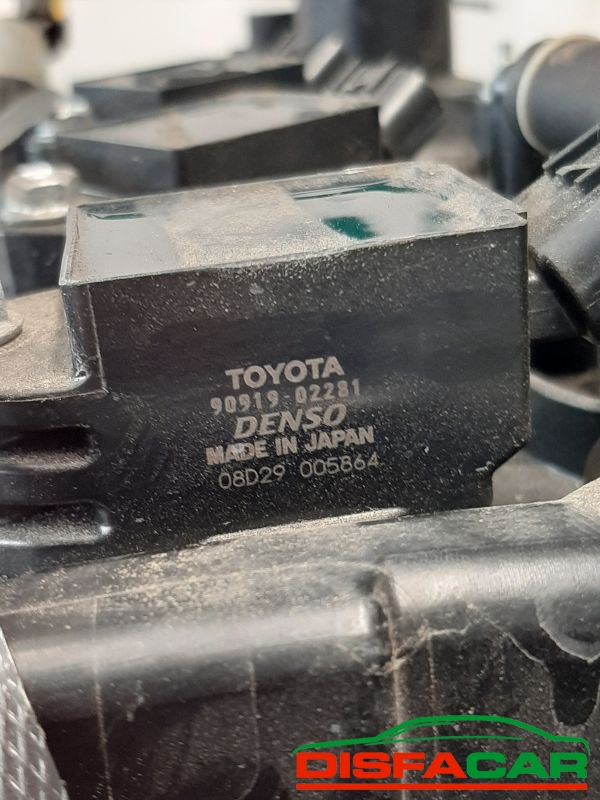 TOYOTA
90919-02281
DENSO
MADE IN JAPAN
08D29 005864
DISFACAR